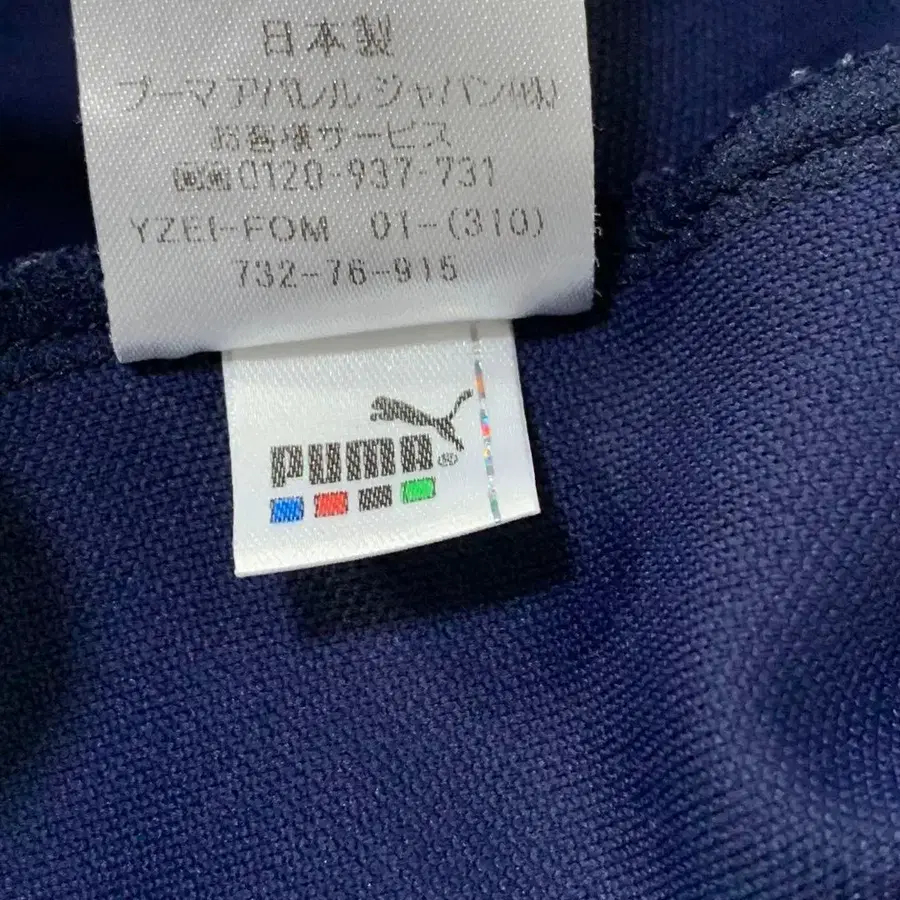 日本製
プーマ アパレル ジャパン(株)
お客様サービス
0120-937-731
YZEI-FOM 01-(310)
732-76-915
PUMA